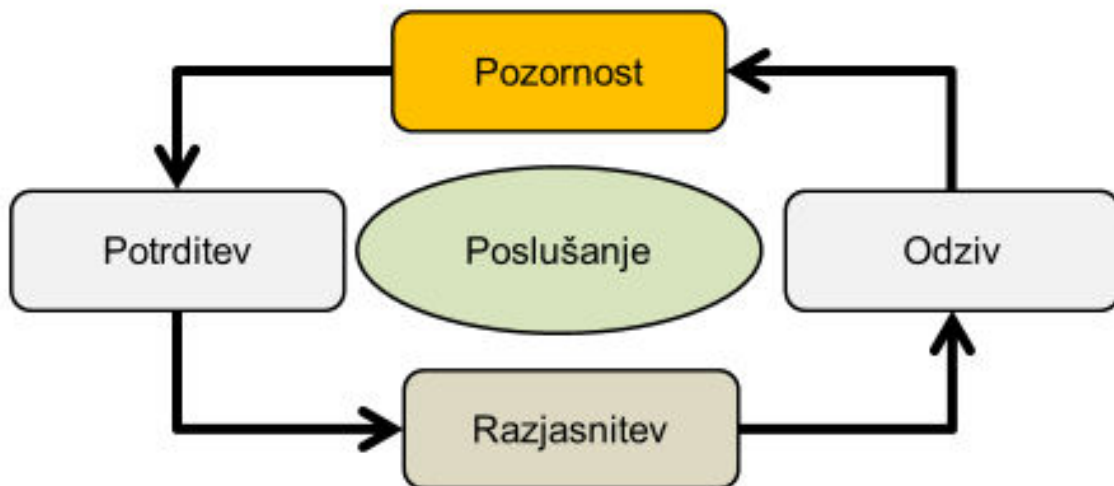 Pozornost
Potrditev
Poslušanje
Odziv
Razjasnitev